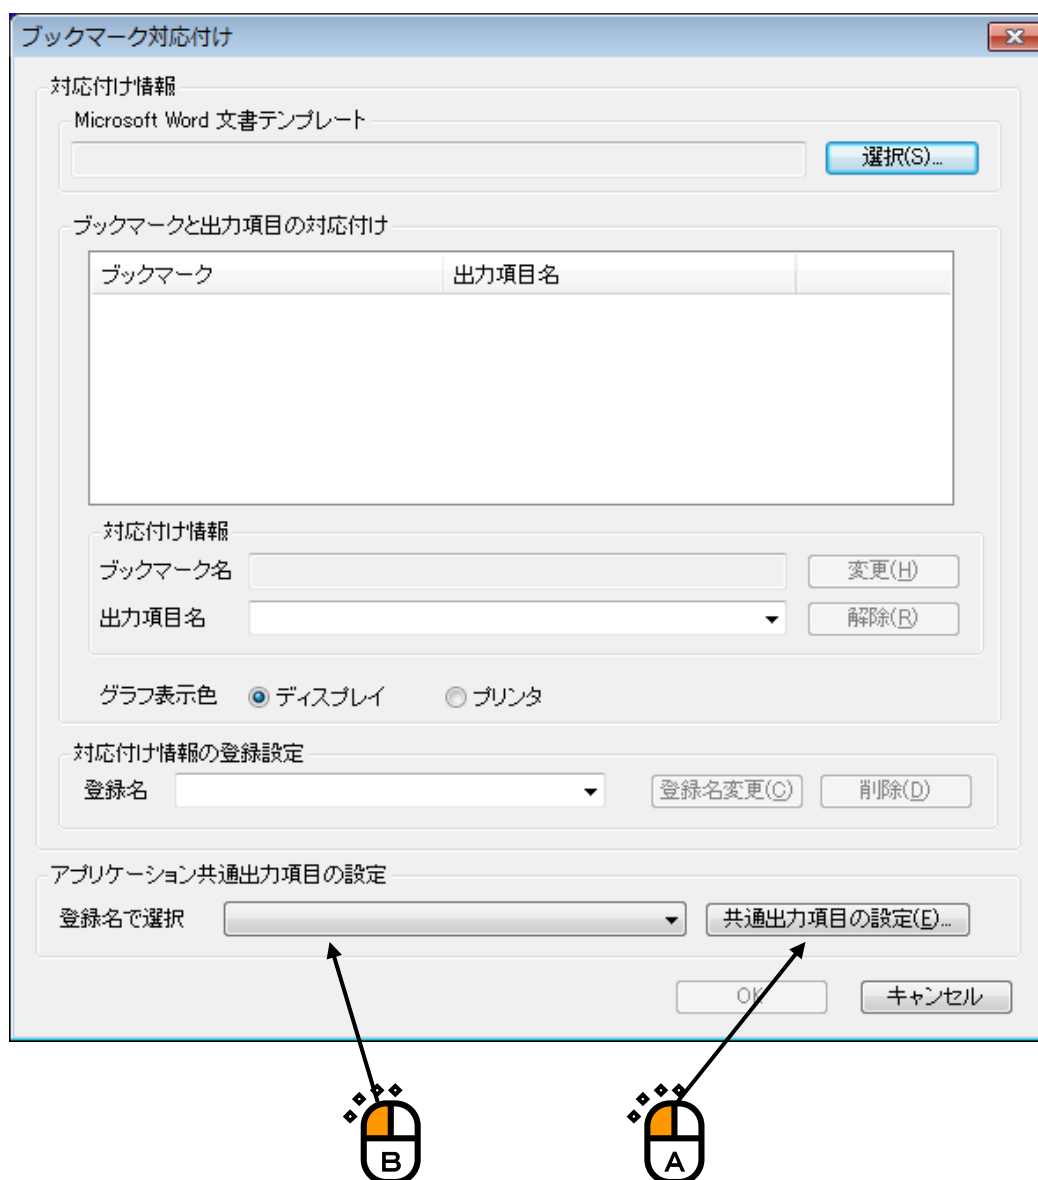 ブックマーク対応付け
対応付け情報
Microsoft Word 文書テンプレート
選択(S)...
ブックマークと出力項目の対応付け
ブックマーク 出力項目名
対応付け情報
ブックマーク名 変更(H)
出力項目名 解除(R)
グラフ表示色 ディスプレイ プリンタ
対応付け情報の登録設定
登録名 登録名変更(C) 削除(D)
アプリケーション共通出力項目の設定
登録名で選択 共通出力項目の設定(E)...
OK キャンセル
B A